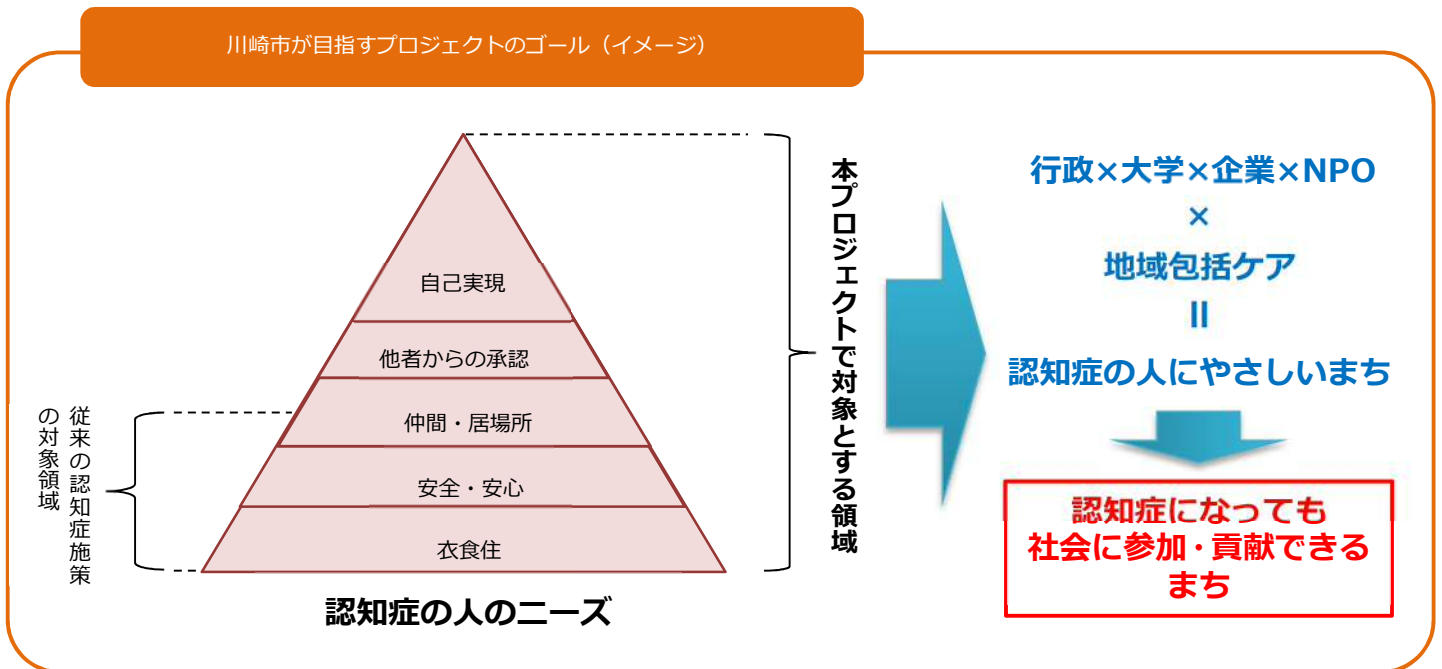 川崎市が目指すプロジェクトのゴール（イメージ）
従来の認知症施策
の対象領域
自己実現
他者からの承認
仲間・居場所
安全・安心
衣食住
認知症の人のニーズ
本プロジェクトで対象とする領域
行政×大学×企業×NPO
×
地域包括ケア
＝
認知症の人にやさしいまち
認知症になっても
社会に参加・貢献できる
まち